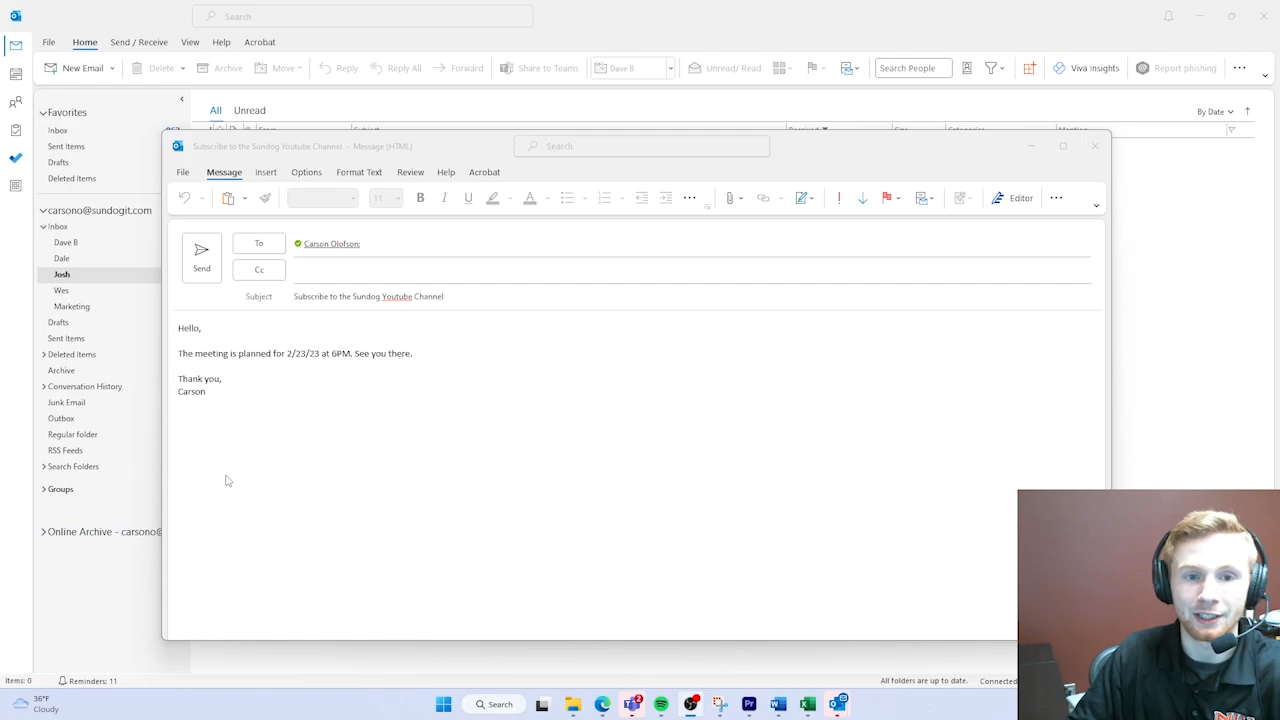 Search
File Home Send / Receive View Help Acrobat
New Email Delete Archive Move Reply Reply All Forward Share to Teams Dave B Unread/ Read Search People Viva Insights Report phishing
Favorites
Inbox
Sent Items
Drafts
Deleted Items
carsono@sundogit.com
Inbox
Dave B
Dale
Josh
Wes
Marketing
Drafts
Sent Items
Deleted Items
Archive
Conversation History
Junk Email
Outbox
Regular folder
RSS Feeds
Search Folders
Groups
Online Archive - carsono@
All Unread
By Date
Subscribe to the Sundog Youtube Channel - Message (HTML)
Search
File Message Insert Options Format Text Review Help Acrobat
11 B I U A Editor
Send
To Carson Olofson;
Cc
Subject Subscribe to the Sundog Youtube Channel
Hello,
The meeting is planned for 2/23/23 at 6PM. See you there.
Thank you,
Carson
Items: 0 Reminders: 11 All folders are up to date. Connected
36°F
Cloudy
Search